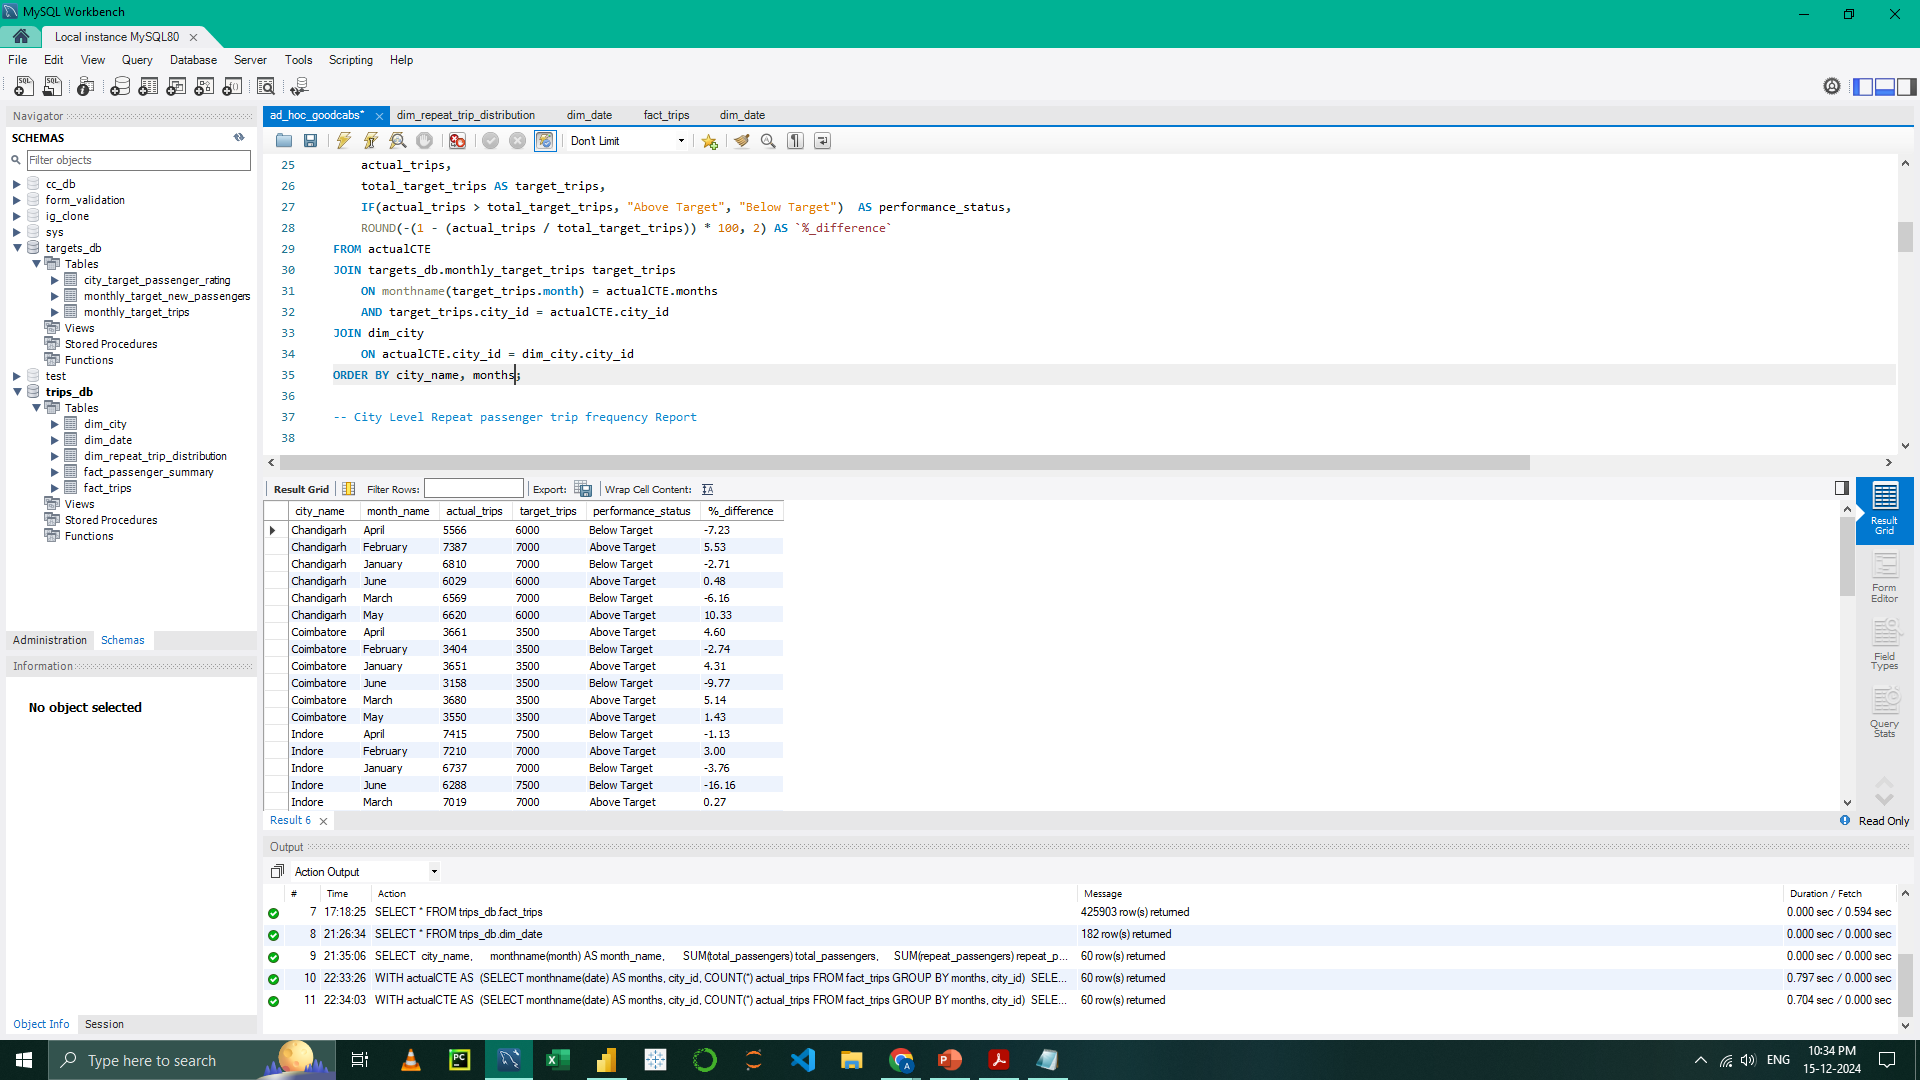 MySQL Workbench
Local instance MySQL80
File Edit View Query Database Server Tools Scripting Help
Navigator
SCHEMAS
Filter objects
cc_db
form_validation
ig_clone
sys
targets_db
Tables
city_target_passenger_rating
monthly_target_new_passengers
monthly_target_trips
Views
Stored Procedures
Functions
test
trips_db
Tables
dim_city
dim_date
dim_repeat_trip_distribution
fact_passenger_summary
fact_trips
Views
Stored Procedures
Functions
Administration Schemas
Information
No object selected
Object Info Session
ad_hoc_goodcabs* dim_repeat_trip_distribution dim_date fact_trips dim_date
Don't Limit
25 actual_trips,
26 total_target_trips AS target_trips,
27 IF(actual_trips > total_target_trips, "Above Target", "Below Target")  AS performance_status,
28 ROUND(-(1 - (actual_trips / total_target_trips)) * 100, 2) AS `%_difference`
29 FROM actualCTE
30 JOIN targets_db.monthly_target_trips target_trips
31 ON monthname(target_trips.month) = actualCTE.months
32 AND target_trips.city_id = actualCTE.city_id
33 JOIN dim_city
34 ON actualCTE.city_id = dim_city.city_id
35 ORDER BY city_name, months;
36
37 -- City Level Repeat passenger trip frequency Report
38
Result Grid Filter Rows: Export: Wrap Cell Content:
city_name month_name actual_trips target_trips performance_status %_difference
Chandigarh April 5566 6000 Below Target -7.23
Chandigarh February 7387 7000 Above Target 5.53
Chandigarh January 6810 7000 Below Target -2.71
Chandigarh June 6029 6000 Above Target 0.48
Chandigarh March 6569 7000 Below Target -6.16
Chandigarh May 6620 6000 Above Target 10.33
Coimbatore April 3661 3500 Above Target 4.60
Coimbatore February 3404 3500 Below Target -2.74
Coimbatore January 3651 3500 Above Target 4.31
Coimbatore June 3158 3500 Below Target -9.77
Coimbatore March 3680 3500 Above Target 5.14
Coimbatore May 3550 3500 Above Target 1.43
Indore April 7415 7500 Below Target -1.13
Indore February 7210 7000 Above Target 3.00
Indore January 6737 7000 Below Target -3.76
Indore June 6288 7500 Below Target -16.16
Indore March 7019 7000 Above Target 0.27
Result Grid
Form Editor
Field Types
Query Stats
Result 6
Read Only
Output
Action Output
# Time Action Message Duration / Fetch
7 17:18:25 SELECT * FROM trips_db.fact_trips 425903 row(s) returned 0.000 sec / 0.594 sec
8 21:26:34 SELECT * FROM trips_db.dim_date 182 row(s) returned 0.000 sec / 0.000 sec
9 21:35:06 SELECT city_name, monthname(month) AS month_name, SUM(total_passengers) total_passengers, SUM(repeat_passengers) repeat_p... 60 row(s) returned 0.000 sec / 0.000 sec
10 22:33:26 WITH actualCTE AS (SELECT monthname(date) AS months, city_id, COUNT(*) actual_trips FROM fact_trips GROUP BY months, city_id) SELE... 60 row(s) returned 0.797 sec / 0.000 sec
11 22:34:03 WITH actualCTE AS (SELECT monthname(date) AS months, city_id, COUNT(*) actual_trips FROM fact_trips GROUP BY months, city_id) SELE... 60 row(s) returned 0.704 sec / 0.000 sec
Type here to search
ENG
10:34 PM
15-12-2024